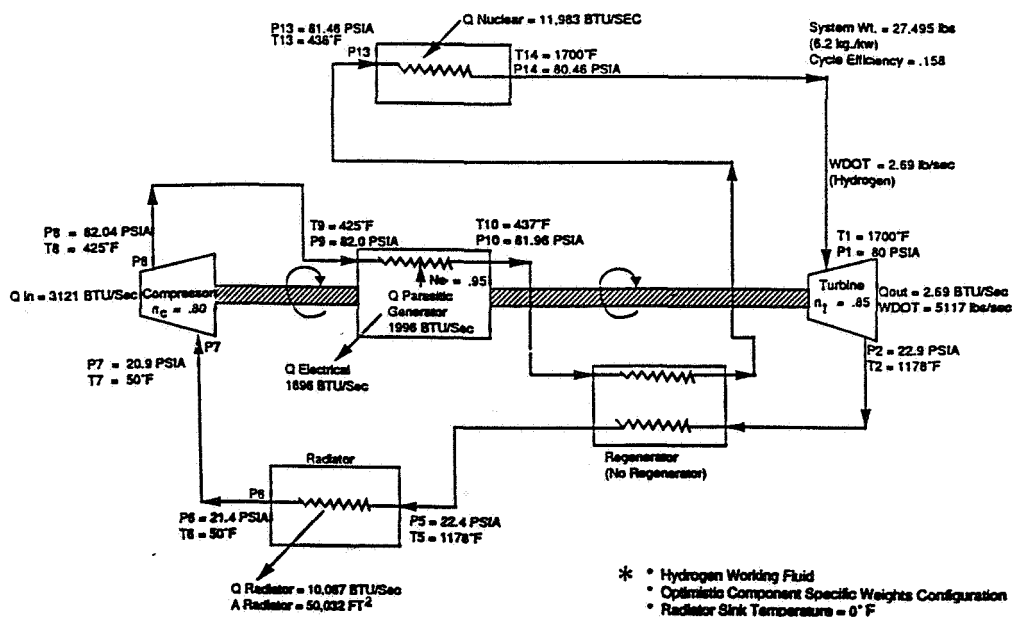 Q Nuclear = 11,983 BTU/SEC
P13 = 81.46 PSIA
T13 = 438°F
P13
T14 = 1700°F
P14 = 80.46 PSIA
System Wt. = 27.495 lbs
(6.2 kg./kw)
Cycle Efficiency = .158
WDOT = 2.69 lb/sec
(Hydrogen)
P8 = 82.04 PSIA
T8 = 425°F
P8
T9 = 425°F
P9 = 82.0 PSIA
T10 = 437°F
P10 = 81.96 PSIA
T1 = 1700°F
P1 = 80 PSIA
Q in = 3121 BTU/Sec
Compressor
nc = .80
Ne = .95
Q Parasitic
Generator
1996 BTU/Sec
Turbine
nt = .85
Qout = 2.69 BTU/Sec
WDOT = 5117 lbs/sec
P7
P7 = 20.9 PSIA
T7 = 50°F
Q Electrical
1896 BTU/Sec
P2 = 22.9 PSIA
T2 = 1178°F
Regenerator
(No Regenerator)
Radiator
P6
P6 = 21.4 PSIA
T6 = 50°F
P5 = 22.4 PSIA
T5 = 1178°F
Q Radiator = 10,087 BTU/Sec
A Radiator = 50,032 FT2
* • Hydrogen Working Fluid
• Optimistic Component Specific Weights Configuration
• Radiator Sink Temperature = 0° F